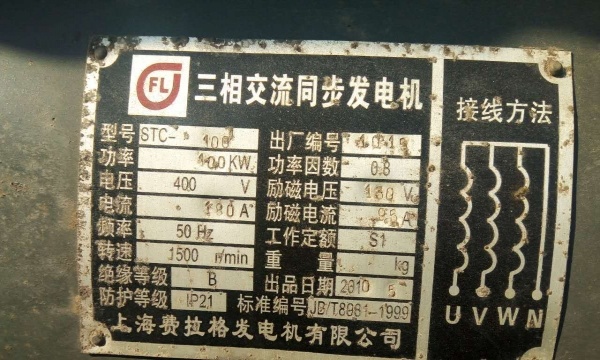 FL
三相交流同步发电机
型号 STC- 100
功率 100 KW
电压 400 V
电流 180 A
频率 50 Hz
转速 1500 r/min
绝缘等级 B
防护等级 IP21
出厂编号
功率因数 0.8
励磁电压 V
励磁电流 A
工作定额 S1
重量 kg
出品日期 2010 5
标准编号 JB/T8981-1999
上海费拉格发电机有限公司
接线方法
U V W N